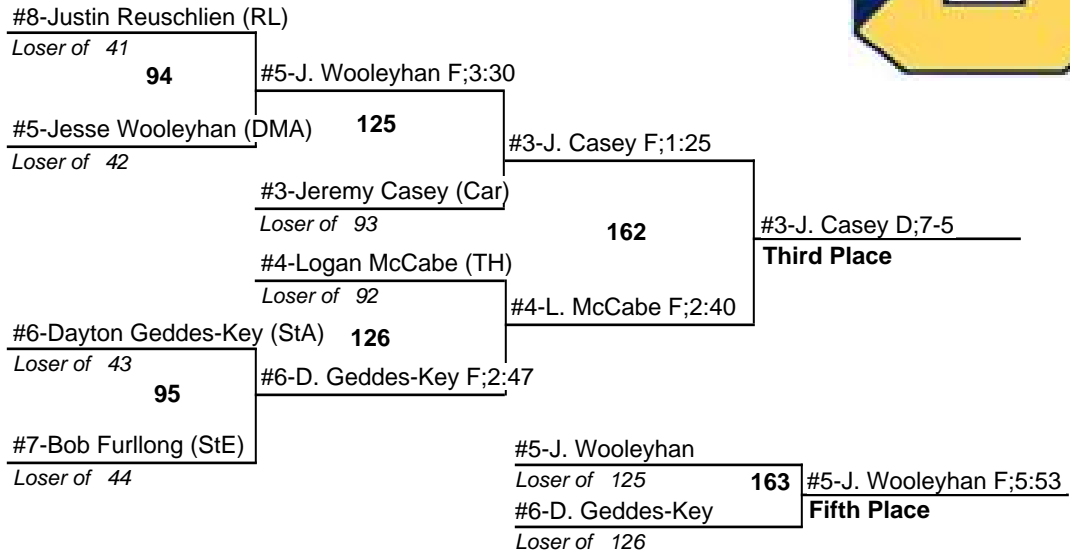 #8-Justin Reuschlien (RL)
Loser of 41
94
#5-J. Wooleyhan F;3:30
#5-Jesse Wooleyhan (DMA)
Loser of 42
125
#3-J. Casey F;1:25
#3-Jeremy Casey (Car)
Loser of 93
162
#3-J. Casey D;7-5
Third Place
#4-Logan McCabe (TH)
Loser of 92
#4-L. McCabe F;2:40
#6-Dayton Geddes-Key (StA)
Loser of 43
126
95
#6-D. Geddes-Key F;2:47
#7-Bob Furllong (StE)
Loser of 44
#5-J. Wooleyhan
Loser of 125
163
#5-J. Wooleyhan F;5:53
Fifth Place
#6-D. Geddes-Key
Loser of 126